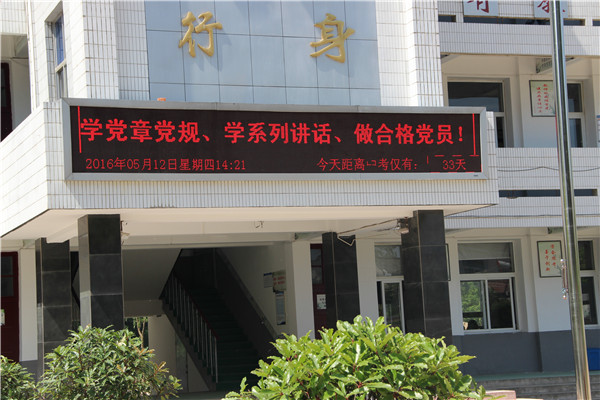 行 身
学党章党规、学系列讲话、做合格党员！
2016年05月12日星期四14:21 今天距高中考仅有： 33天